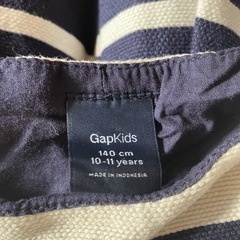 GapKids
140 cm
10-11 years
MADE IN INDONESIA